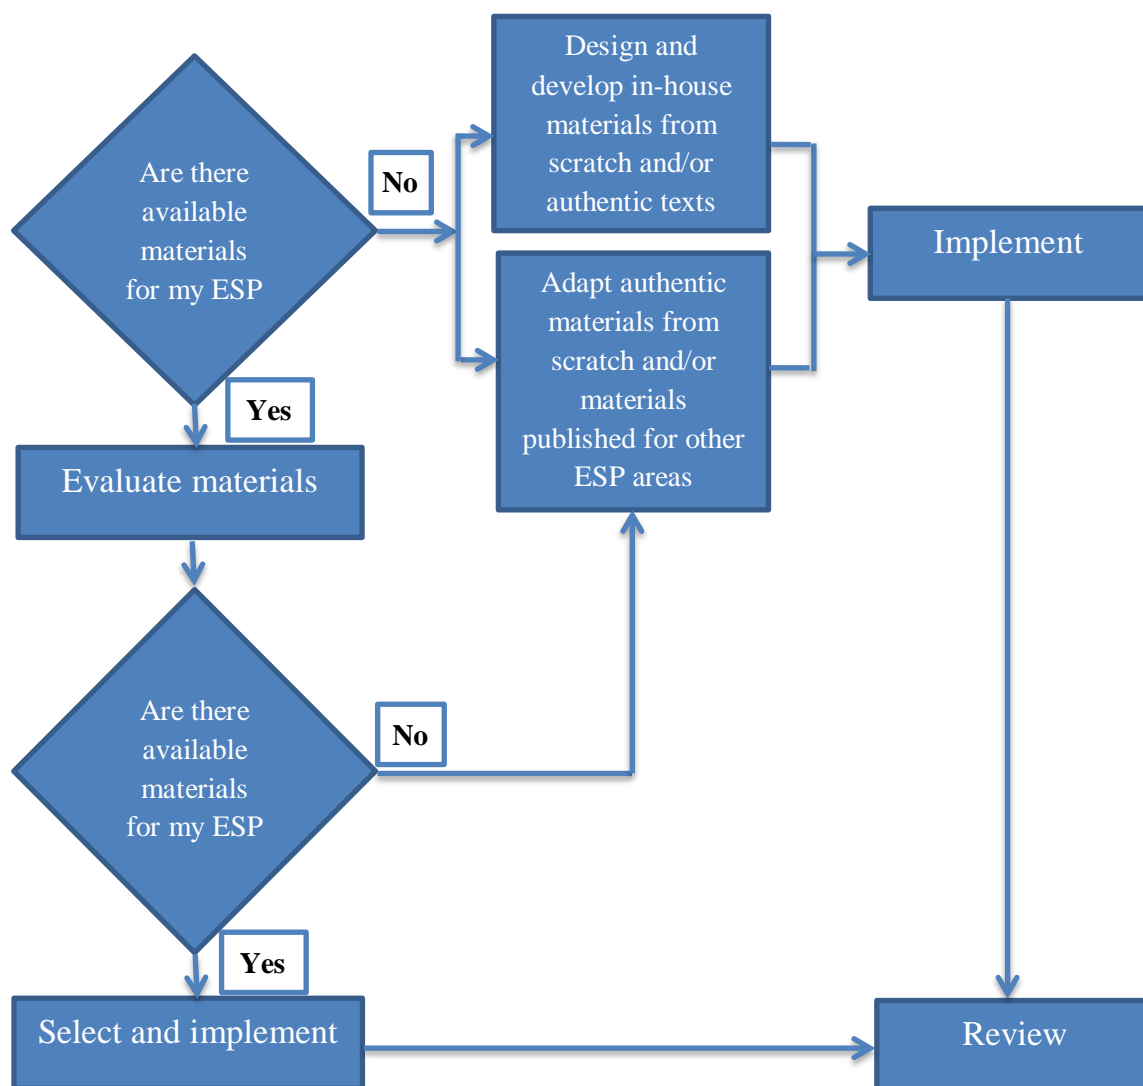 Are there
available
materials
for my ESP
No
Design and
develop in-house
materials from
scratch and/or
authentic texts
Implement
Adapt authentic
materials from
scratch and/or
materials
published for other
ESP areas
Yes
Evaluate materials
Are there
available
materials
for my ESP
No
Yes
Select and implement
Review